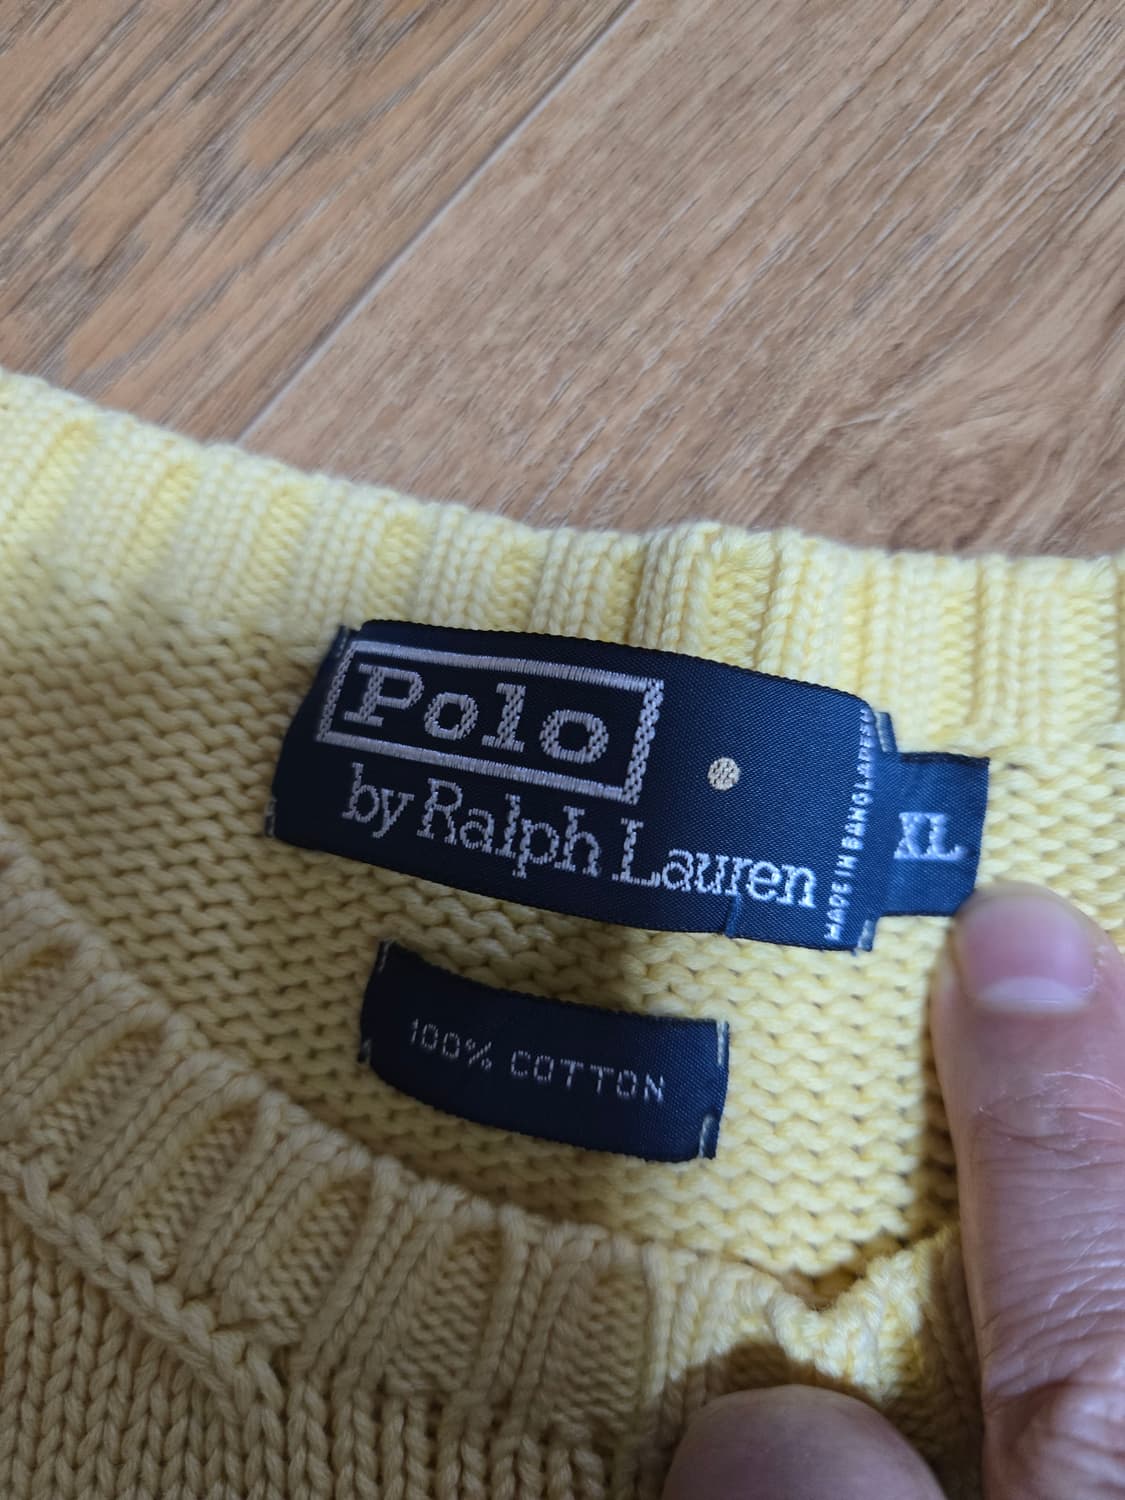 Polo
by Ralph Lauren
MADE IN BANGLADESH
XL
100% COTTON